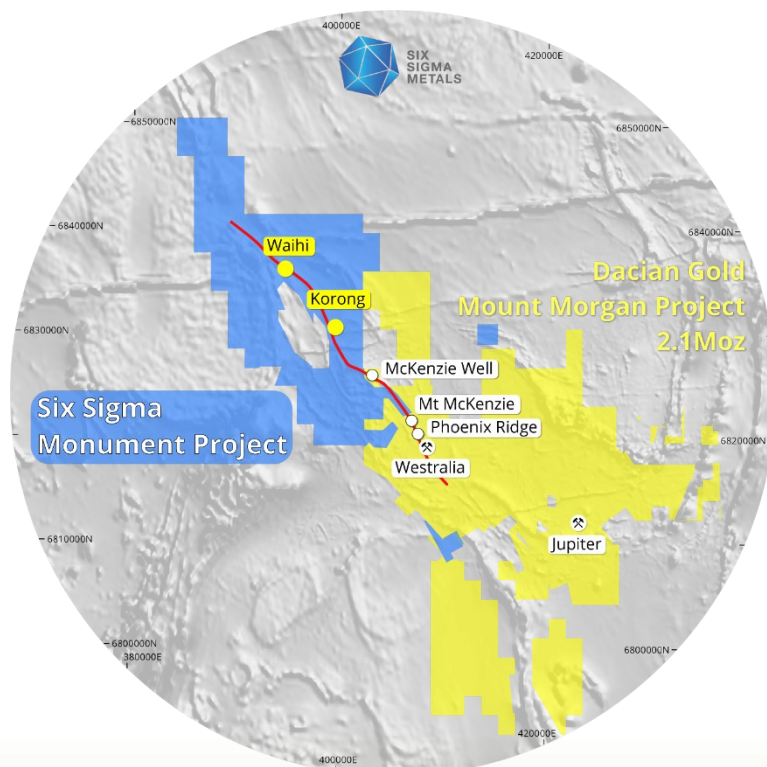 400000E
420000E
SIX
SIGMA
METALS
6850000N
6850000N
6840000N
6840000N
Waihi
Dacian Gold
Mount Morgan Project
2.1Moz
Korong
6830000N
McKenzie Well
Six Sigma
Monument Project
Mt McKenzie
Phoenix Ridge
6820000N
Westralia
6810000N
Jupiter
6800000N
380000E
6800000N
420000E
400000E